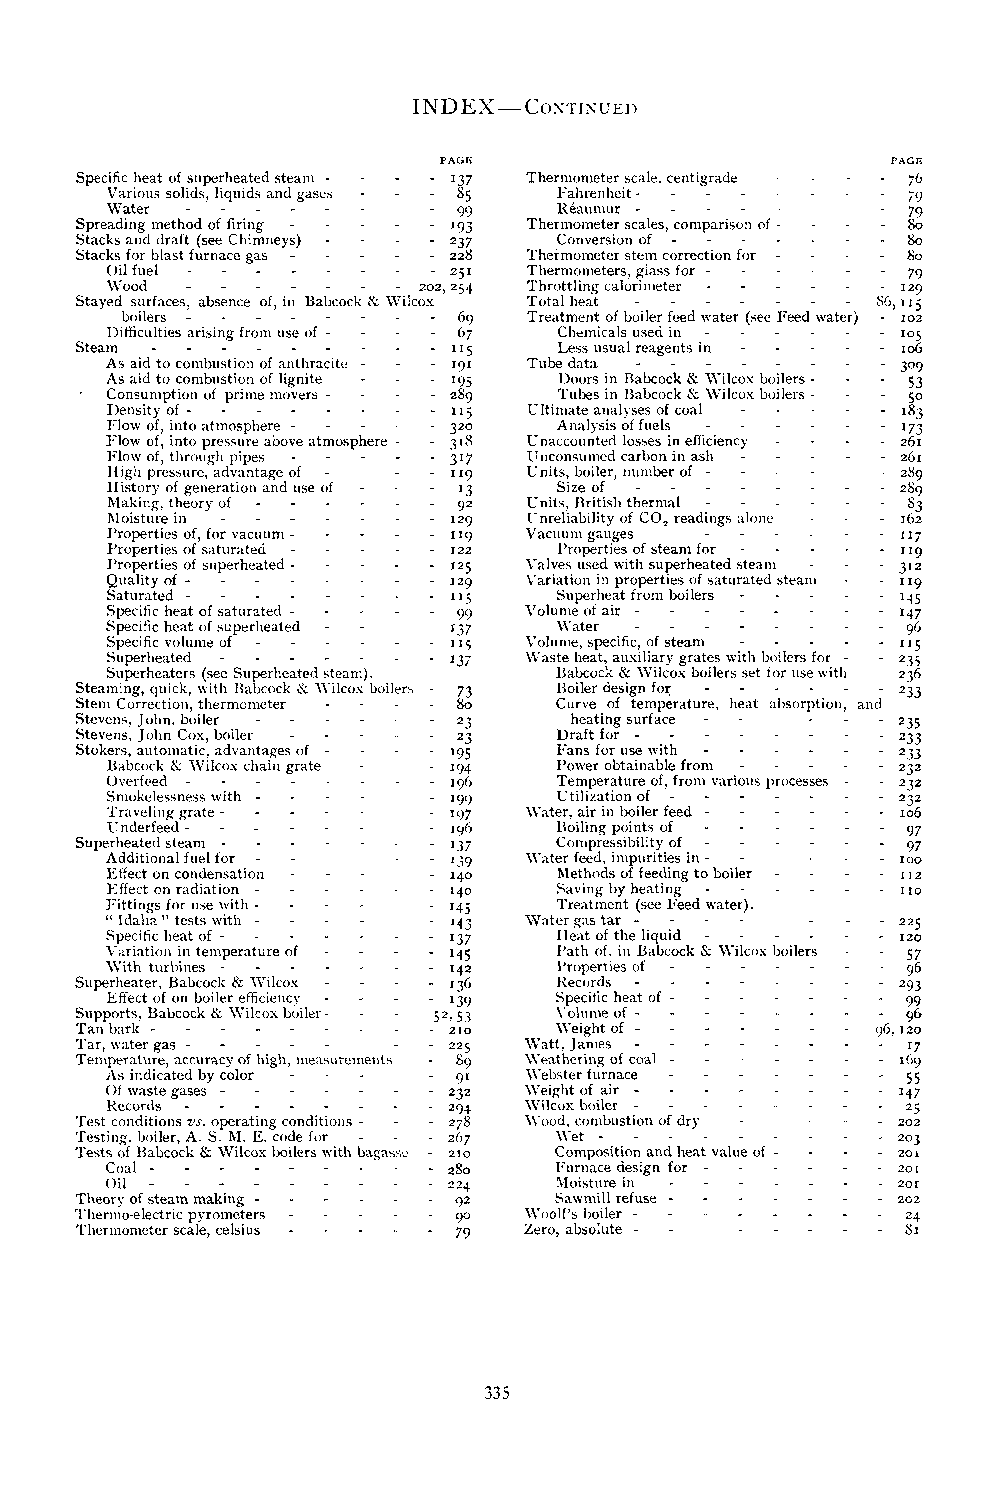 INDEX—CONTINUED
PAGE
Specific heat of superheated steam - - - - 137
Various solids, liquids and gases - - - 85
Water - - - - - - - - 99
Spreading method of firing - - - - - 193
Stacks and draft (see Chimneys) - - - - 237
Stacks for blast furnace gas - - - - - 228
Oil fuel - - - - - - - - 251
Wood - - - - - - - 202, 254
Stayed surfaces, absence of, in Babcock & Wilcox
boilers - - - - - - - - 69
Difficulties arising from use of - - - - 67
Steam - - - - - - - - - 115
As aid to combustion of anthracite - - - 191
As aid to combustion of lignite - - - 195
Consumption of prime movers - - - - 289
Density of - - - - - - - - 115
Flow of, into atmosphere - - - - - 320
Flow of, into pressure above atmosphere - - 318
Flow of, through pipes - - - - - 317
High pressure, advantage of - - - 119
History of generation and use of - - - 13
Making, theory of - - - - - - 92
Moisture in - - - - - - - 129
Properties of, for vacuum - - - - - 119
Properties of saturated - - - - - 122
Properties of superheated - - - - - 125
Quality of - - - - - - - - 129
Saturated - - - - - - - - 115
Specific heat of saturated - - - - - 99
Specific heat of superheated - - 137
Specific volume of - - - - - - 115
Superheated - - - - - - - 137
Superheaters (see Superheated steam).
Steaming, quick, with Babcock & Wilcox boilers - 73
Stem Correction, thermometer - - - - 80
Stevens, John, boiler - - - - - - 23
Stevens, John Cox, boiler - - - - - 23
Stokers, automatic, advantages of - - - - 195
Babcock & Wilcox chain grate - - 194
Overfeed - - - - - - - 196
Smokelessness with - - - - - 199
Traveling grate - - - - - - 197
Underfeed - - - - - - - 196
Superheated steam - - - - - - - 137
Additional fuel for - - - - 139
Effect on condensation - - - - 140
Effect on radiation - - - - - - 140
Fittings for use with - - - - - 145
"Idalia" tests with - - - - - 143
Specific heat of - - - - - - - 137
Variation in temperature of - - - - 145
With turbines - - - - - - - 142
Superheater, Babcock & Wilcox - - - - 136
Effect of on boiler efficiency - - - - 139
Supports, Babcock & Wilcox boiler - - - 52, 53
Tan bark - - - - - - - - - 210
Tar, water gas - - - - - - - 225
Temperature, accuracy of high, measurements - 89
As indicated by color - - - - 91
Of waste gases - - - - - - - 232
Records - - - - - - - - 294
Test conditions vs. operating conditions - - - 278
Testing, boiler, A. S. M. E. code for - - - 267
Tests of Babcock & Wilcox boilers with bagasse - 210
Coal - - - - - - - - - 280
Oil - - - - - - - - - 224
Theory of steam making - - - - - - 92
Thermo-electric pyrometers - - - - - 90
Thermometer scale, celsius - - - - - 79
PAGE
Thermometer scale, centigrade - - - - 76
Fahrenheit - - - - - - - - 79
Réaumur - - - - - - 79
Thermometer scales, comparison of - - - - 80
Conversion of - - - - - - - 80
Thermometer stem correction for - - - - 80
Thermometers, glass for - - - - - - 79
Throttling calorimeter - - - - - - 129
Total heat - - - - - - - 86, 115
Treatment of boiler feed water (see Feed water) - 102
Chemicals used in - - - - - - 105
Less usual reagents in - - - - - 106
Tube data - - - - - - - - 309
Doors in Babcock & Wilcox boilers - - - 53
Tubes in Babcock & Wilcox boilers - - - 50
Ultimate analyses of coal - - - - - 183
Analysis of fuels - - - - - - 173
Unaccounted losses in efficiency - - - - 261
Unconsumed carbon in ash - - - - - 261
Units, boiler, number of - - - - - 289
Size of - - - - - - - - 289
Units, British thermal - - - - - 83
Unreliability of CO₂ readings alone - - - 162
Vacuum gauges - - - - - - 117
Properties of steam for - - - - - 119
Valves used with superheated steam - - - 312
Variation in properties of saturated steam - - 119
Superheat from boilers - - - - - 145
Volume of air - - - - - - - - 147
Water - - - - - - - - 96
Volume, specific, of steam - - - - - 115
Waste heat, auxiliary grates with boilers for - - 235
Babcock & Wilcox boilers set for use with 236
Boiler design for - - - - - - 233
Curve of temperature, heat absorption, and
heating surface - - - - - 235
Draft for - - - - - - - - 233
Fans for use with - - - - - - 233
Power obtainable from - - - - - 232
Temperature of, from various processes - - 232
Utilization of - - - - - - - 232
Water, air in boiler feed - - - - - - 106
Boiling points of - - - - - - 97
Compressibility of - - - - - - 97
Water feed, impurities in - - - - - 100
Methods of feeding to boiler - - - - 112
Saving by heating - - - - - - 110
Treatment (see Feed water).
Water gas tar - - - - - - - 225
Heat of the liquid - - - - - - 120
Path of, in Babcock & Wilcox boilers - - 57
Properties of - - - - - - - 96
Records - - - - - - - - 293
Specific heat of - - - - - - - 99
Volume of - - - - - - - - 96
Weight of - - - - - - - 96, 120
Watt, James - - - - - - - - 17
Weathering of coal - - - - - - - 169
Webster furnace - - - - - - - 55
Weight of air - - - - - - - - 147
Wilcox boiler - - - - - - - - 25
Wood, combustion of dry - - - - 202
Wet - - - - - - - - - 203
Composition and heat value of - - - - 201
Furnace design for - - - - - - 201
Moisture in - - - - - - - 201
Sawmill refuse - - - - - - - 202
Woolf's boiler - - - - - - - - 24
Zero, absolute - - - - - - - 81
335